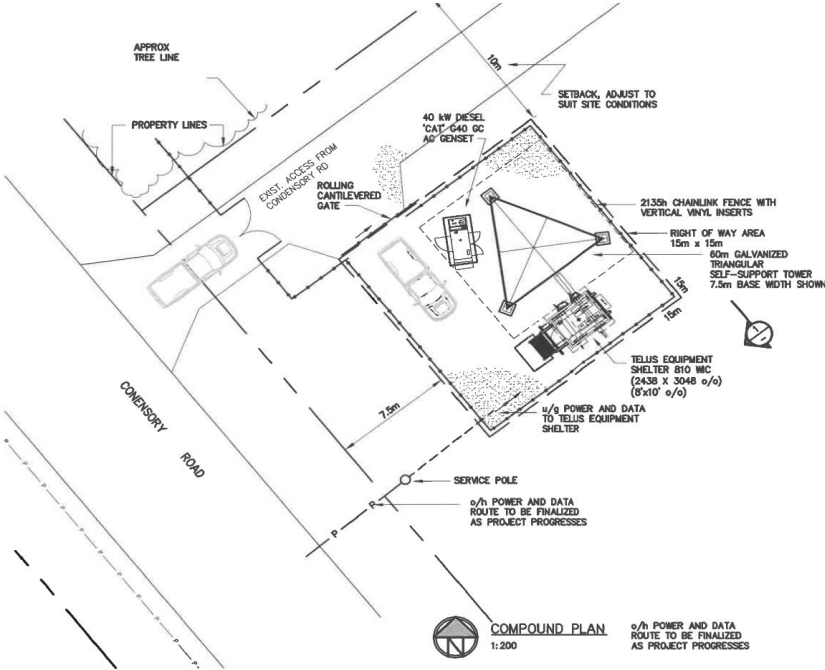 APPROX
TREE LINE
PROPERTY LINES
EXIST. ACCESS FROM
CONDENSORY RD
ROLLING
CANTILEVERED
GATE
40 kW DIESEL
'CAT' G40 GC
AC GENSET
10m
SETBACK, ADJUST TO
SUIT SITE CONDITIONS
2135h CHAINLINK FENCE WITH
VERTICAL VINYL INSERTS
RIGHT OF WAY AREA
15m x 15m
60m GALVANIZED
TRIANGULAR
SELF-SUPPORT TOWER
7.5m BASE WIDTH SHOWN
15m
15m
TELUS EQUIPMENT
SHELTER 810 WIC
(2438 X 3048 o/o)
(8'x10' o/o)
u/g POWER AND DATA
TO TELUS EQUIPMENT
SHELTER
7.5m
CONENSORY
ROAD
SERVICE POLE
P
P
o/h POWER AND DATA
ROUTE TO BE FINALIZED
AS PROJECT PROGRESSES
P
P
P
P
P
P
P
P
P
P
P
N
COMPOUND PLAN
1:200
o/h POWER AND DATA
ROUTE TO BE FINALIZED
AS PROJECT PROGRESSES